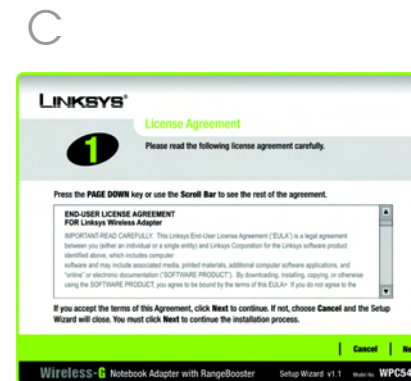 C
LINKSYS®
License Agreement
1
Please read the following license agreement carefully.
Press the PAGE DOWN key or use the Scroll Bar to see the rest of the agreement.
END-USER LICENSE AGREEMENT
FOR Linksys Wireless Adapter
IMPORTANT-READ CAREFULLY: This Linksys End-User License Agreement ("EULA") is a legal agreement
between you (either an individual or a single entity) and Linksys Corporation for the Linksys software product
identified above, which includes computer
software and may include associated media, printed materials, additional computer software applications, and
"online" or electronic documentation ("SOFTWARE PRODUCT"). By downloading, installing, copying, or otherwise
using the SOFTWARE PRODUCT, you agree to be bound by the terms of this EULA> If you do not agree to the
If you accept the terms of this Agreement, click Next to continue. If not, choose Cancel and the Setup
Wizard will close. You must click Next to continue the installation process.
Cancel Ne
Wireless-G Notebook Adapter with RangeBooster Setup Wizard v1.1 Model No. WPC54